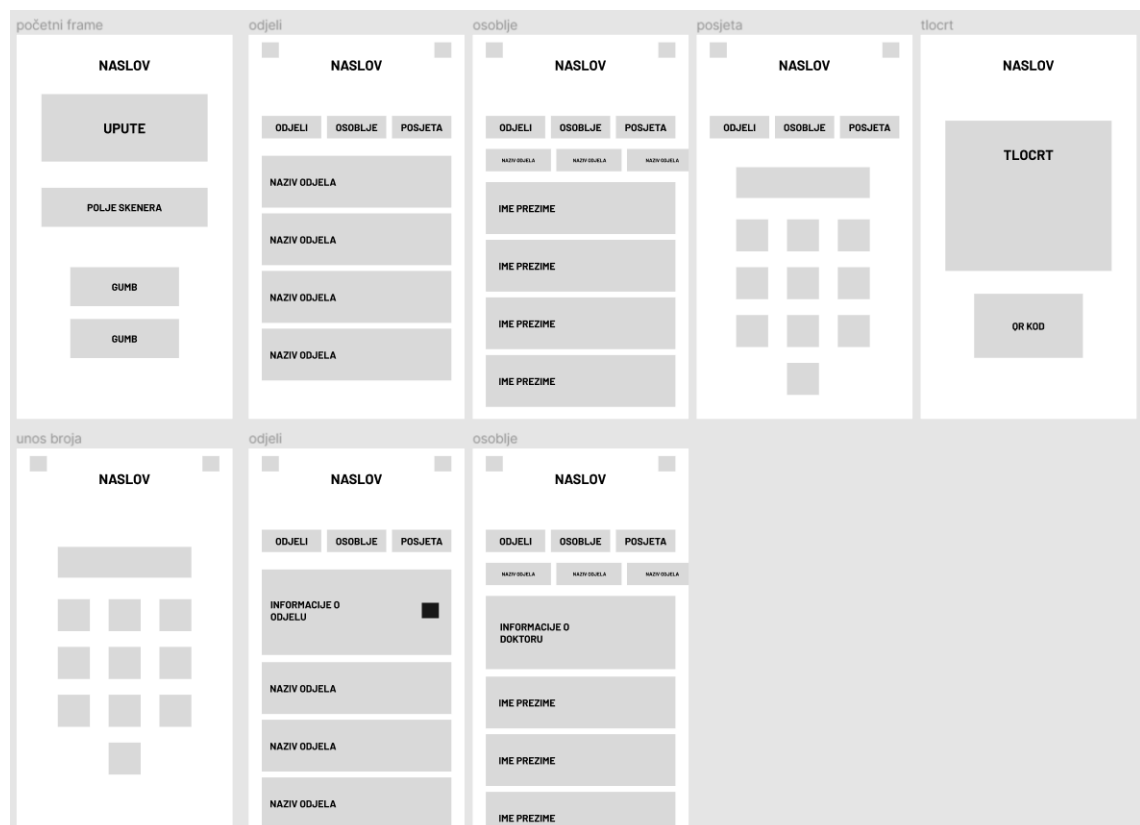 početni frame
NASLOV
UPUTE
POLJE SKENERA
GUMB
GUMB
odjeli
NASLOV
ODJELI OSOBLJE POSJETA
NAZIV ODJELA
NAZIV ODJELA
NAZIV ODJELA
NAZIV ODJELA
osoblje
NASLOV
ODJELI OSOBLJE POSJETA
NAZIV ODJELA NAZIV ODJELA NAZIV ODJELA
IME PREZIME
IME PREZIME
IME PREZIME
IME PREZIME
posjeta
NASLOV
ODJELI OSOBLJE POSJETA
tlocrt
NASLOV
TLOCRT
QR KOD
unos broja
NASLOV
odjeli
NASLOV
ODJELI OSOBLJE POSJETA
INFORMACIJE O
ODJELU
NAZIV ODJELA
NAZIV ODJELA
NAZIV ODJELA
osoblje
NASLOV
ODJELI OSOBLJE POSJETA
NAZIV ODJELA NAZIV ODJELA NAZIV ODJELA
INFORMACIJE O
DOKTORU
IME PREZIME
IME PREZIME
IME PREZIME